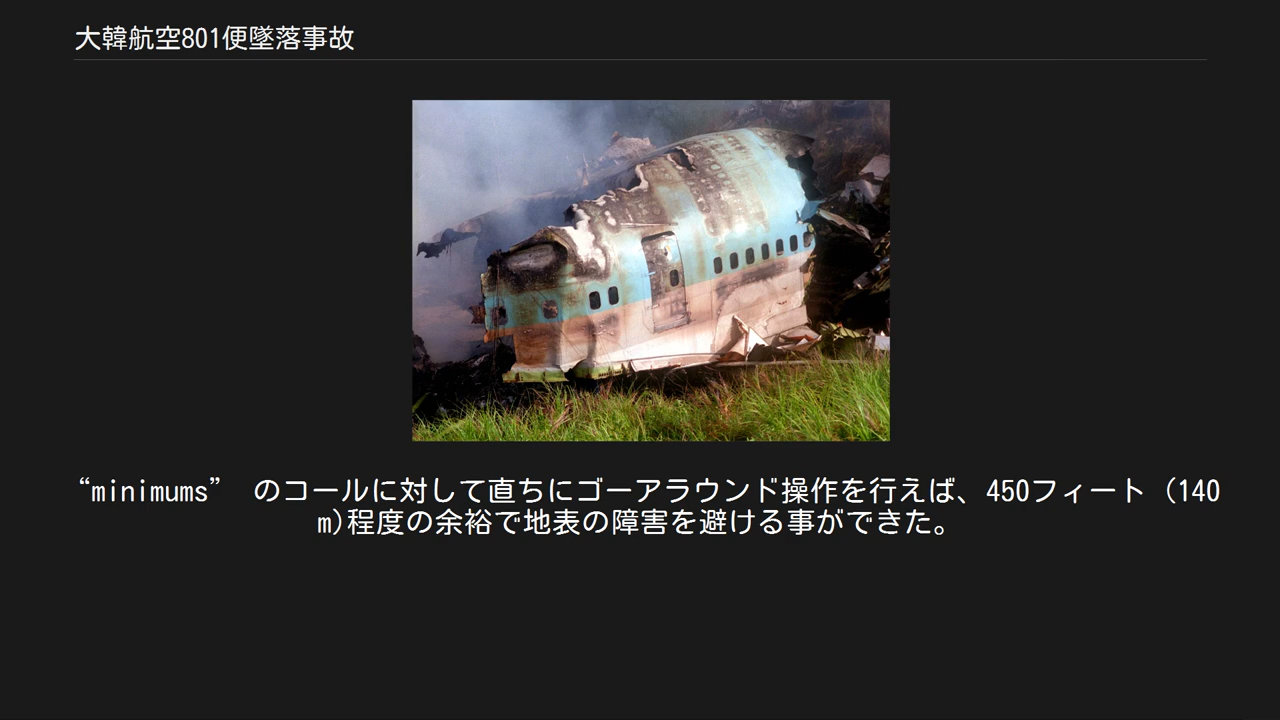 大韓航空801便墜落事故
“minimums” のコールに対して直ちにゴーアラウンド操作を行えば、450フィート (140
m)程度の余裕で地表の障害を避ける事ができた。